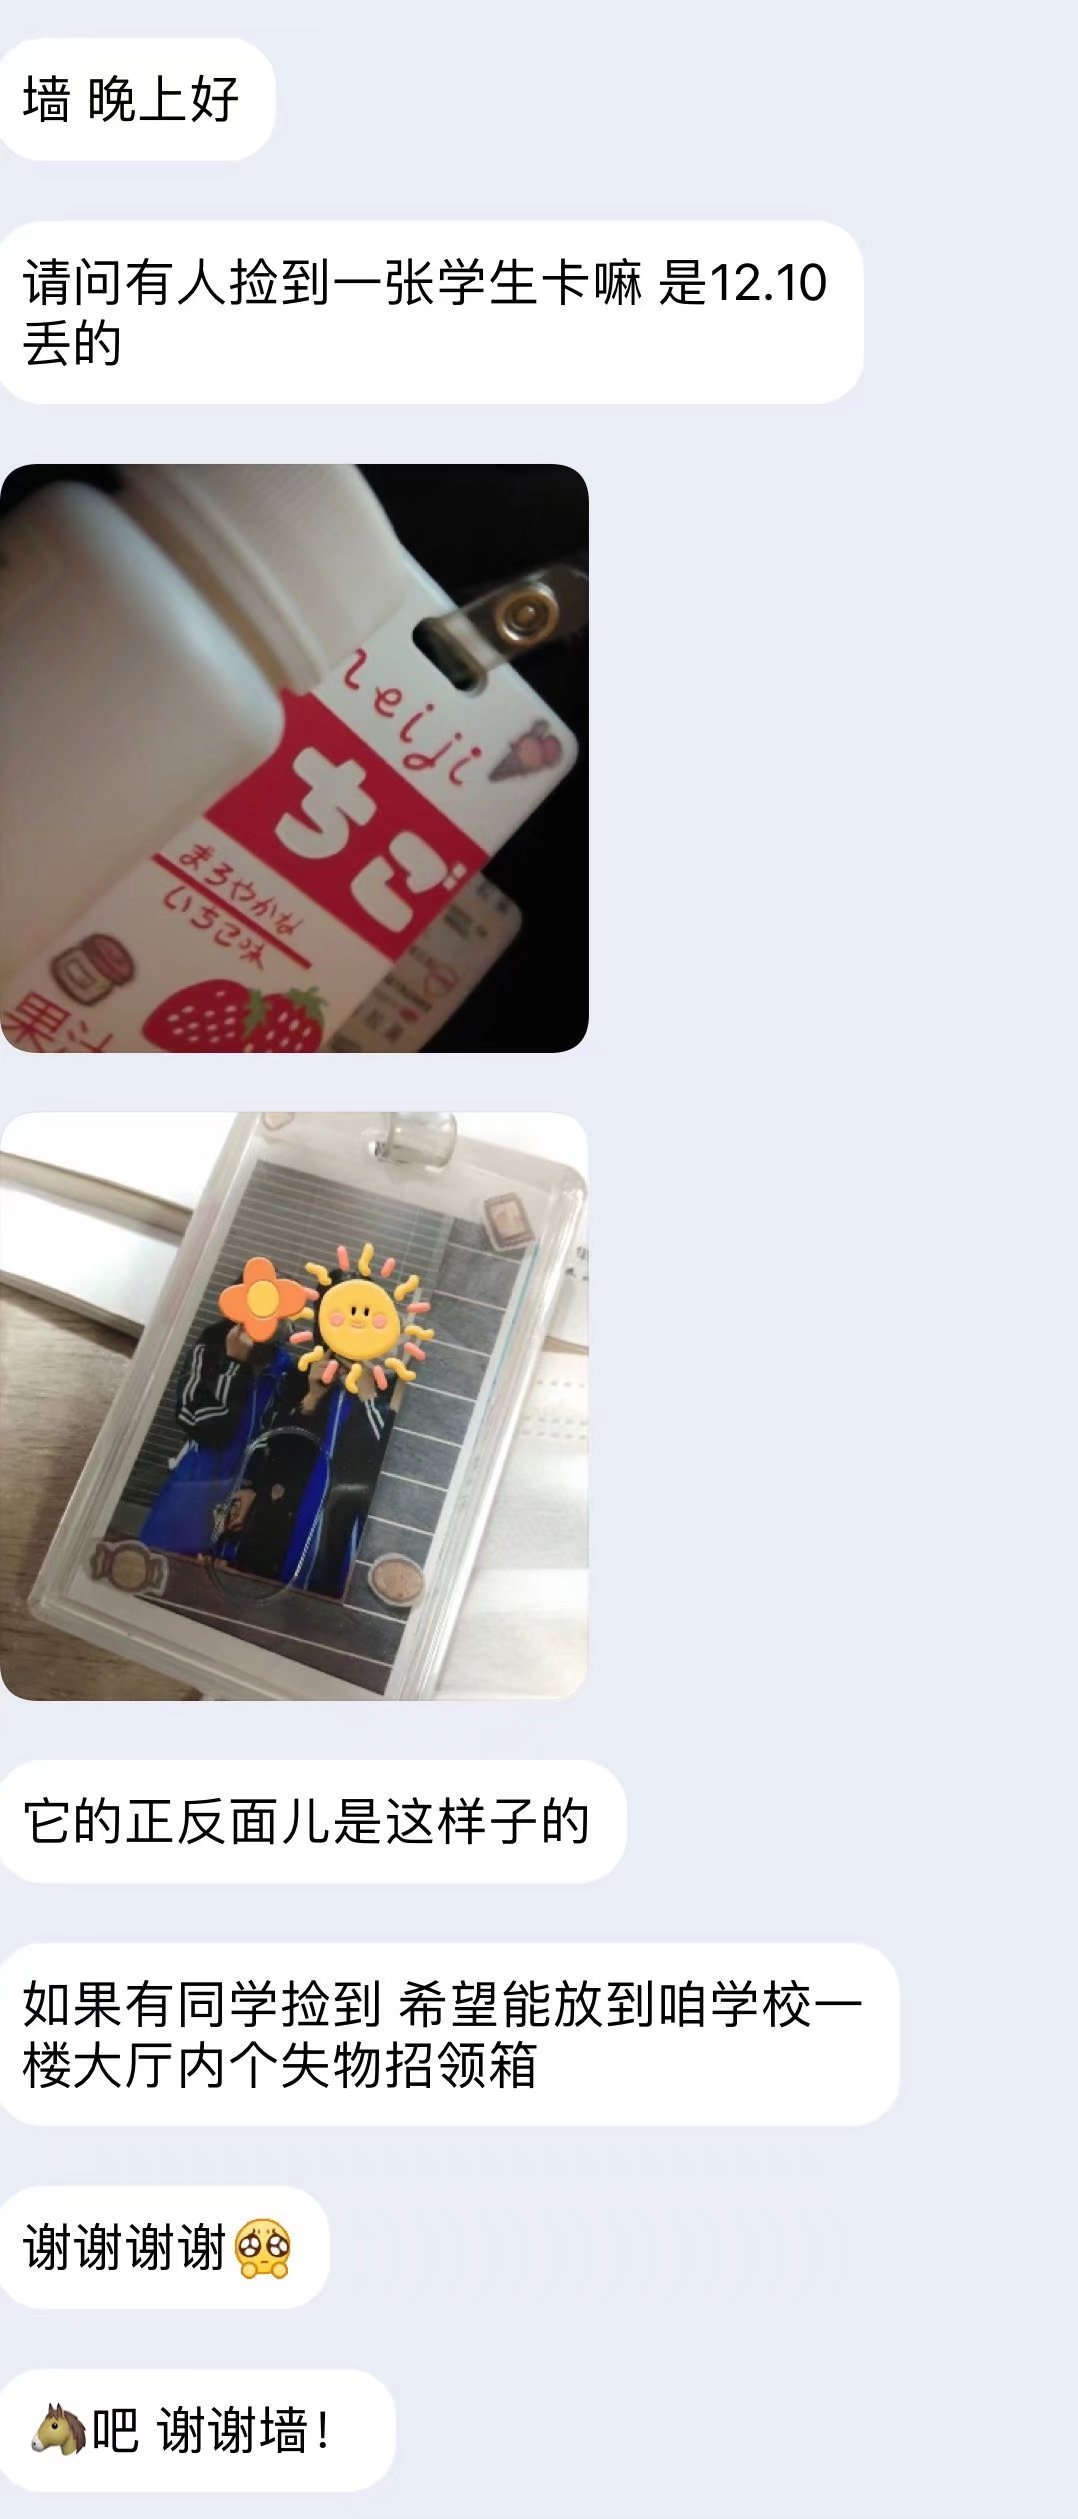 墙 晚上好
请问有人捡到一张学生卡嘛 是12.10
丢的
meiji
ちご
まろやかな
いちご味
果汁
它的正反面儿是这样子的
如果有同学捡到 希望能放到咱学校一
楼大厅内个失物招领箱
谢谢谢谢🥺
🐴吧 谢谢墙！